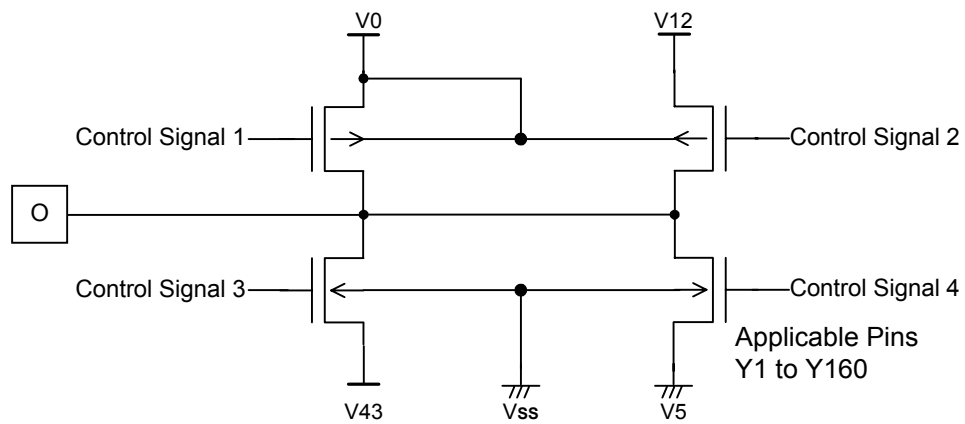 V0
V12
Control Signal 1
Control Signal 2
O
Control Signal 3
Control Signal 4
Applicable Pins
Y1 to Y160
V43
Vss
V5